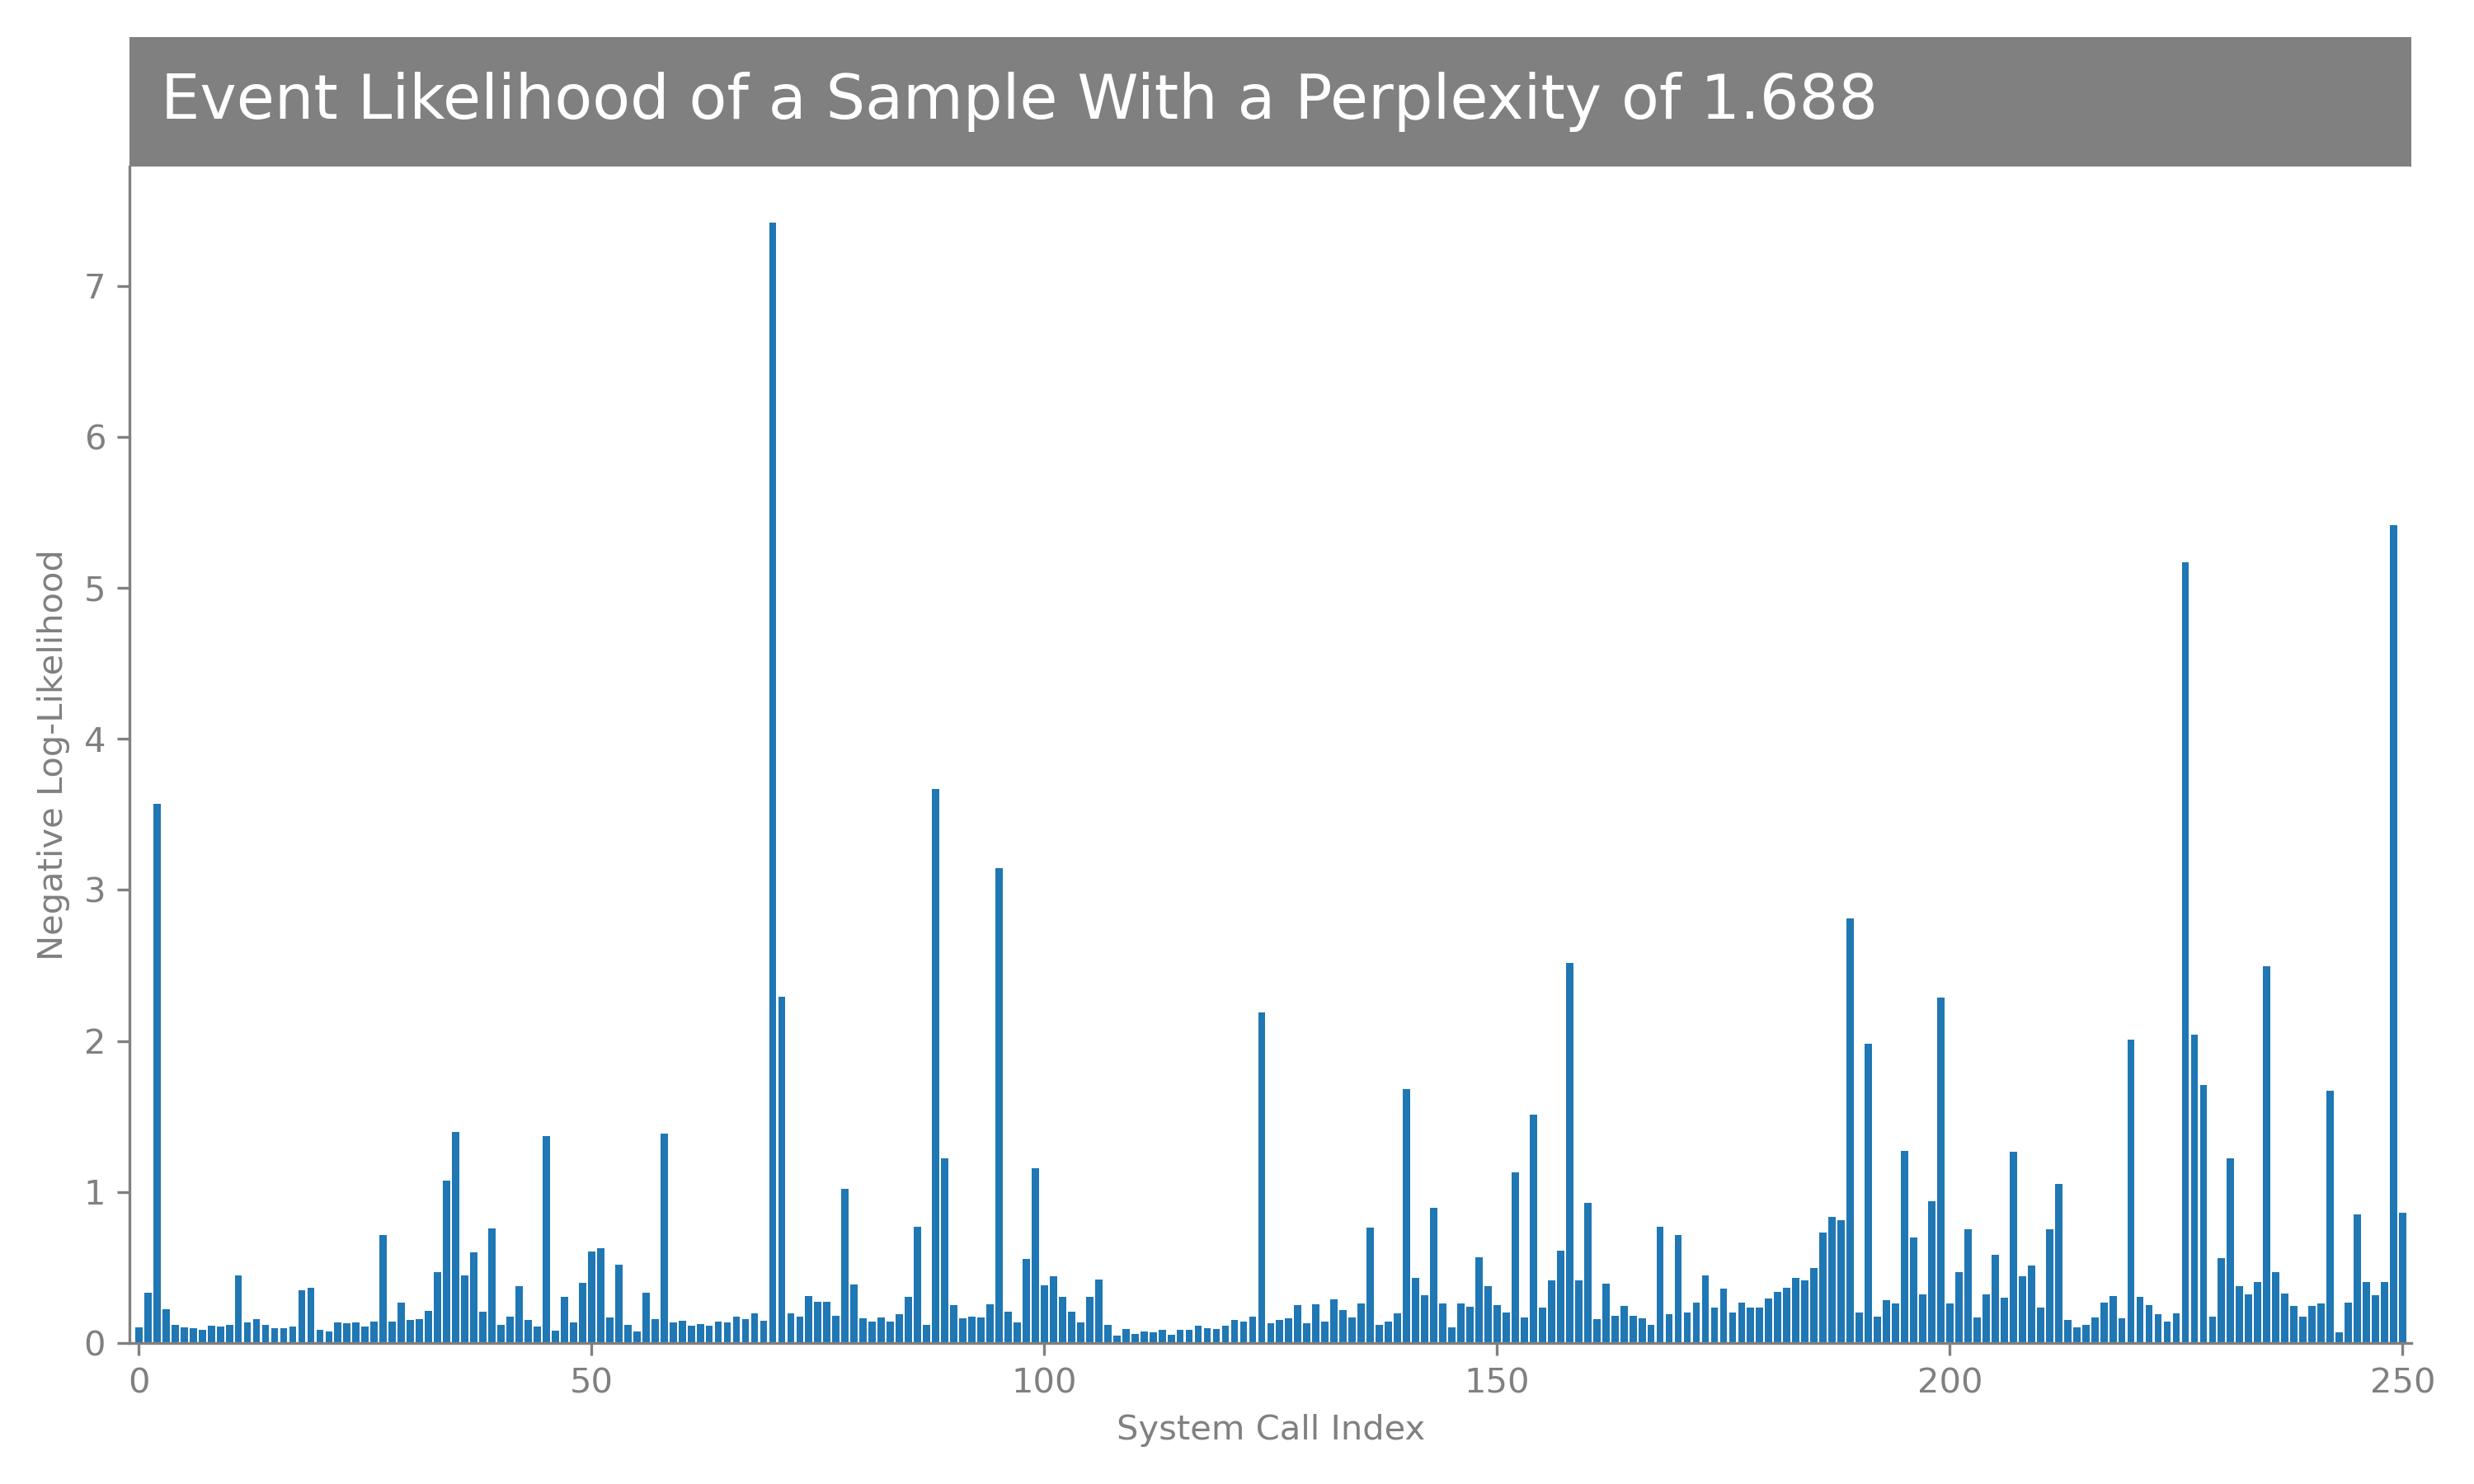 Event Likelihood of a Sample With a Perplexity of 1.688
Negative Log-Likelihood
7
6
5
4
3
2
1
0
0 50 100 150 200 250
System Call Index